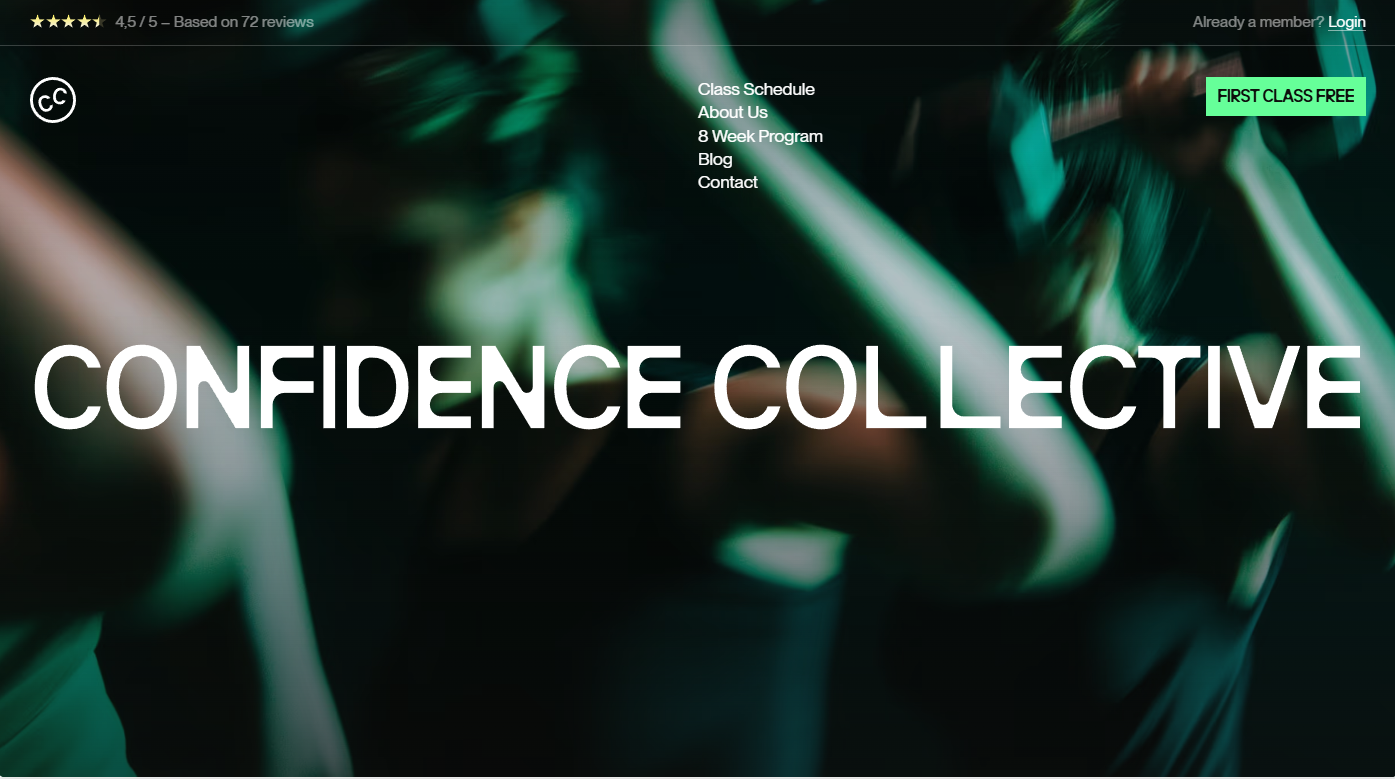 4,5 / 5 – Based on 72 reviews
Already a member? Login
CC
Class Schedule
About Us
8 Week Program
Blog
Contact
FIRST CLASS FREE
CONFIDENCE COLLECTIVE